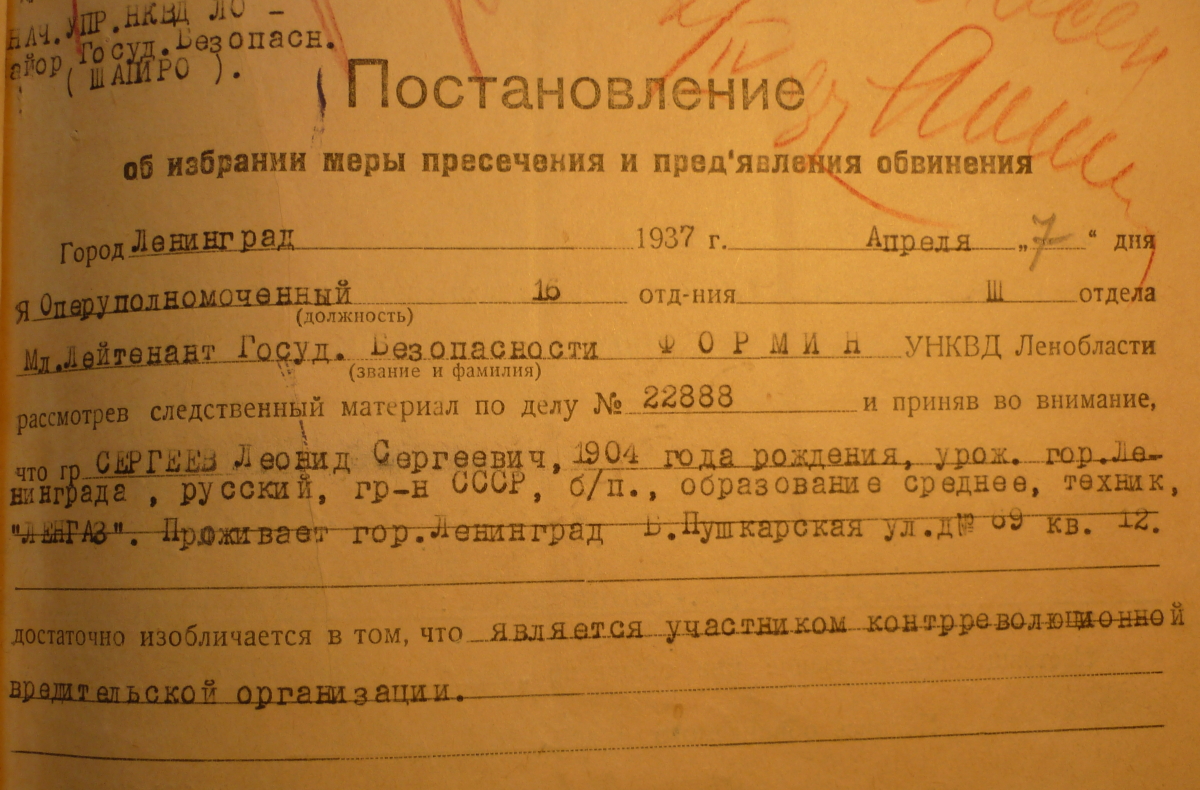 НАЧ.УПР.НКВД ЛО -
айор Госуд.Безопасн.
( ШАПИРО ).
Постановление
об избрании меры пресечения и пред'явления обвинения
Город Ленинград 1937 г. Апреля „7“ дня
Я Оперуполномоченный 16 отд-ния III отдела
(должность)
Мл.Лейтенант Госуд. Безопасности ФОРМИН УНКВД Ленобласти
(звание и фамилия)
рассмотрев следственный материал по делу № 22888 и приняв во внимание,
что гр СЕРГЕЕВ Леонид Сергеевич, 1904 года рождения, урож. гор.Ле-
нинграда , русский, гр-н СССР, б/п., образование среднее, техник,
"ЛЕНГАЗ". Проживает гор.Ленинград Б.Пушкарская ул.д№ 69 кв. 12.
достаточно изобличается в том, что является участником контрреволюционной
вредительской организации.